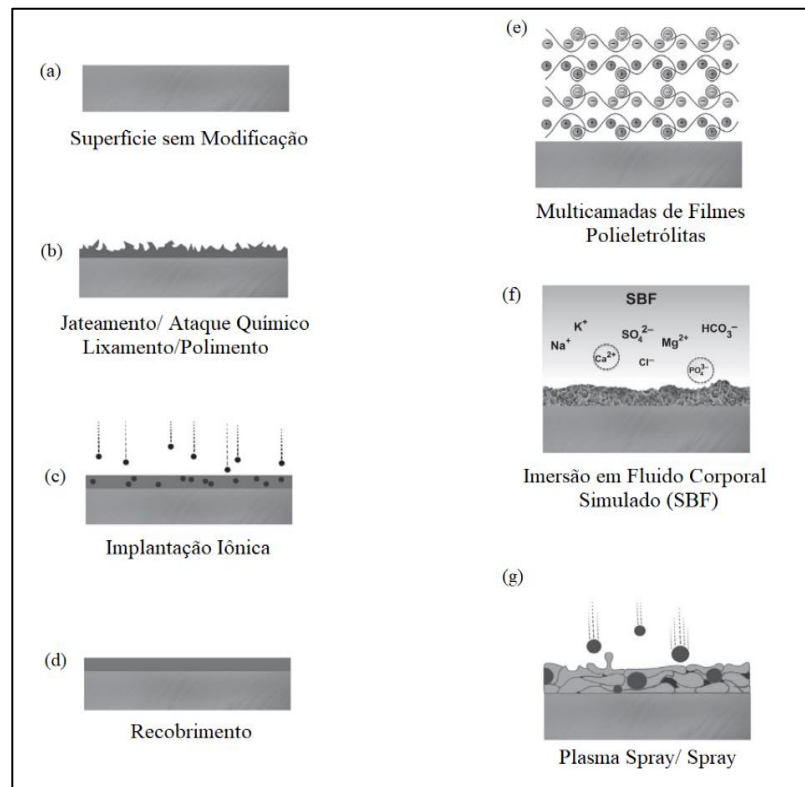 (a)
Superfície sem Modificação
(b)
Jateamento/ Ataque Químico
Lixamento/Polimento
(c)
Implantação Iônica
(d)
Recobrimento
(e)
Multicamadas de Filmes
Polieletrólitas
(f)
SBF
K⁺
Na⁺
SO₄²⁻
Mg²⁺
HCO₃⁻
Ca²⁺
Cl⁻
PO₄³⁻
Imersão em Fluido Corporal
Simulado (SBF)
(g)
Plasma Spray/ Spray